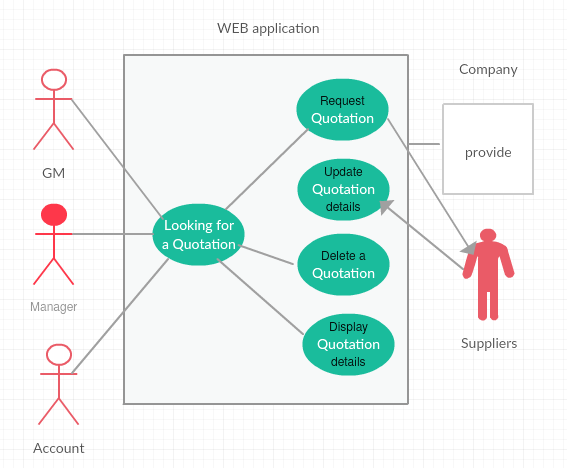 WEB application
Company
provide
GM
Manager
Account
Looking for
a Quotation
Request
Quotation
Update
Quotation
details
Delete a
Quotation
Display
Quotation
details
Suppliers